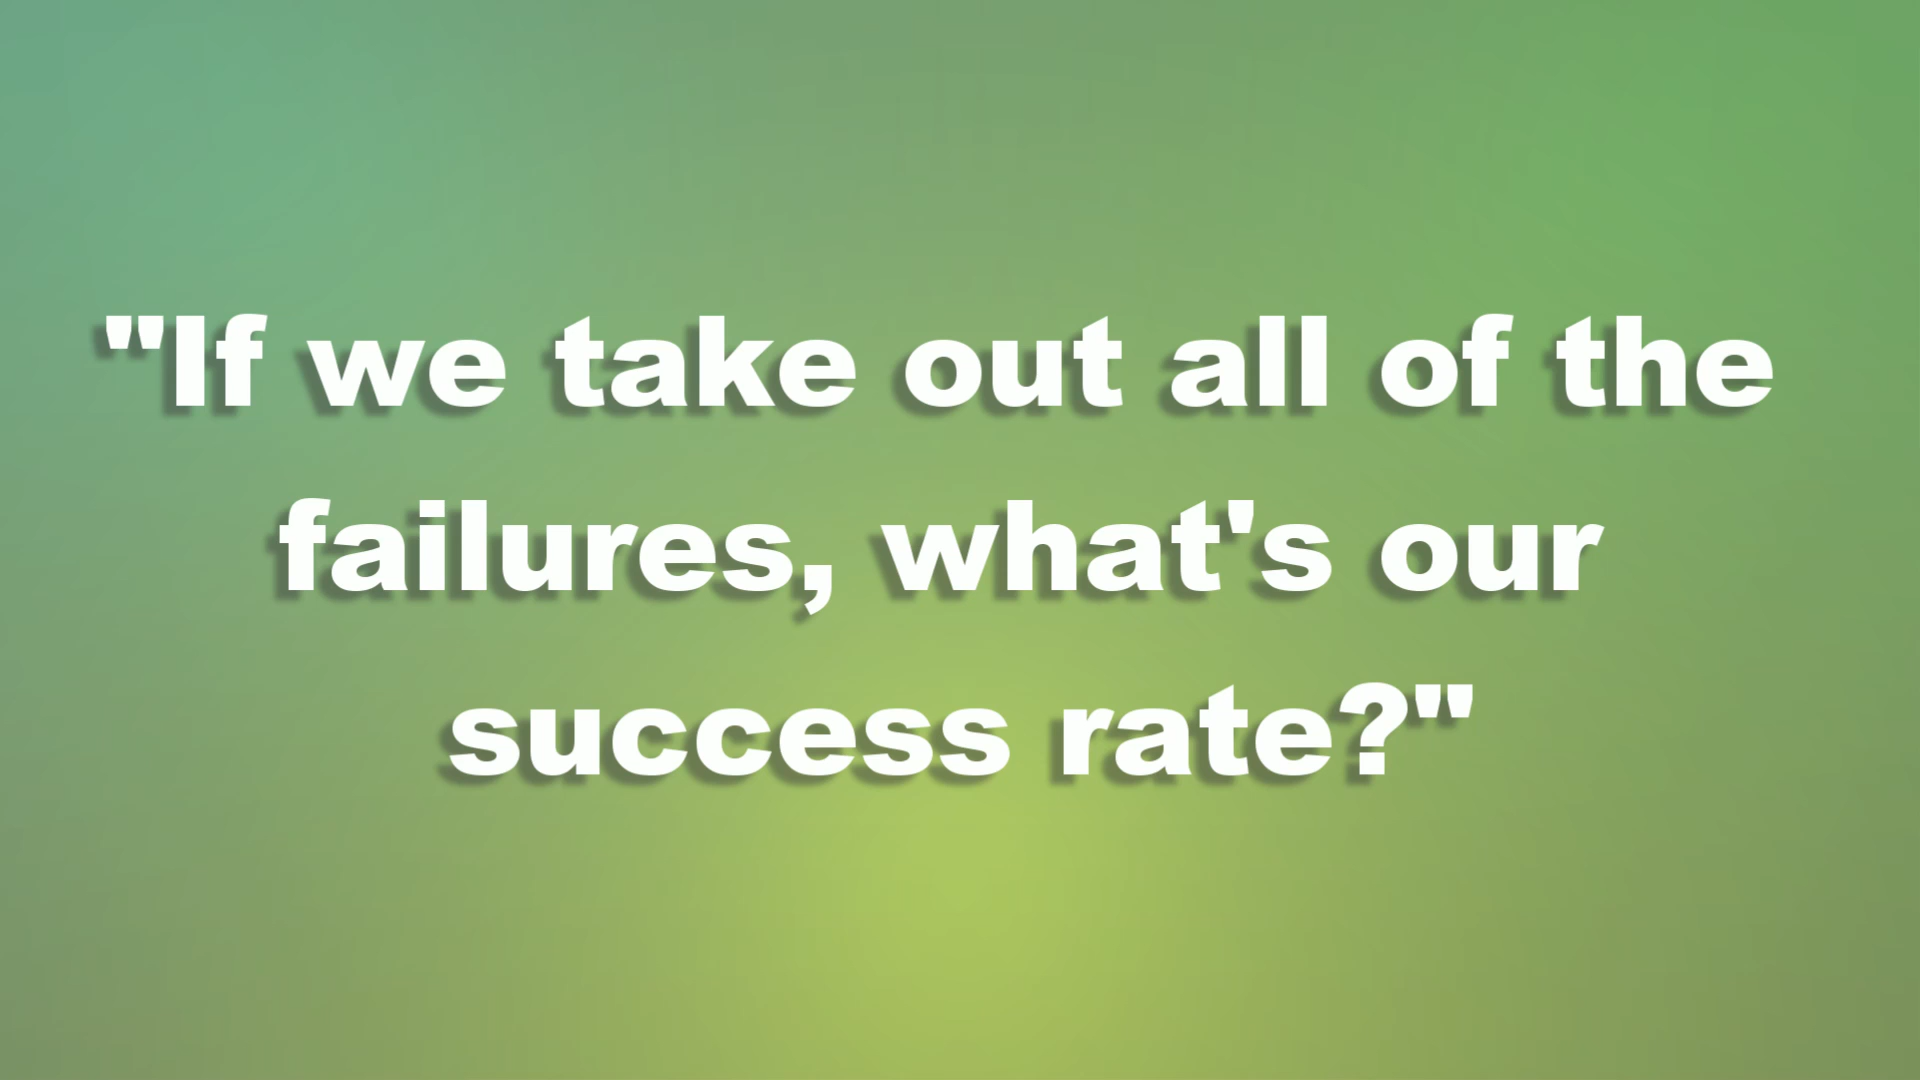 "If we take out all of the
failures, what's our
success rate?"